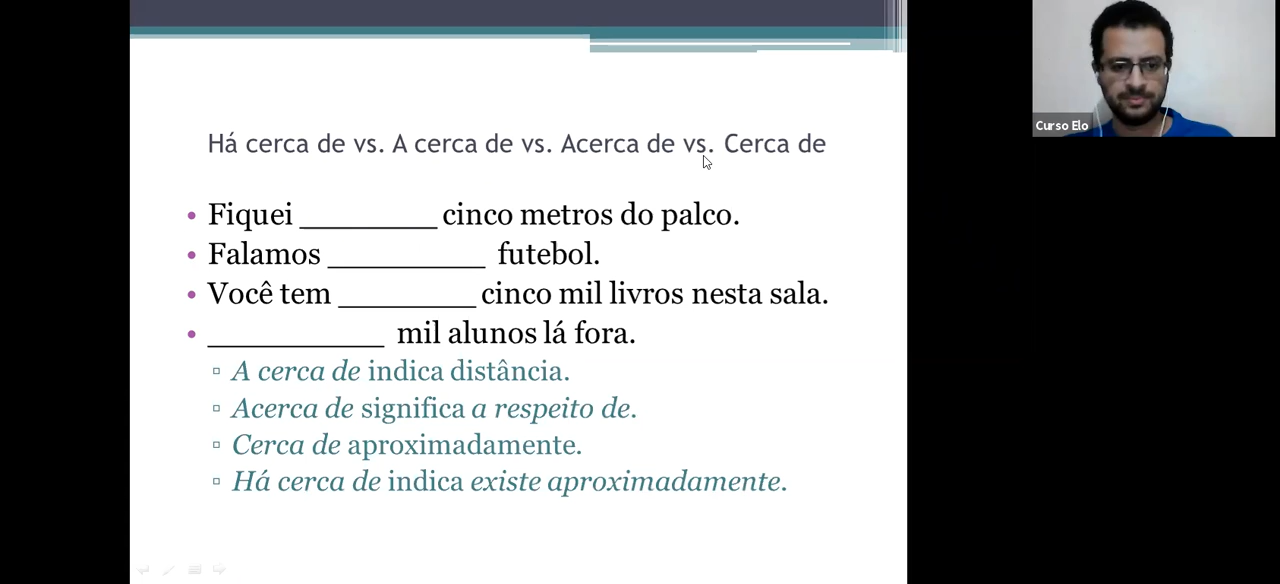 Há cerca de vs. A cerca de vs. Acerca de vs. Cerca de
Curso Elo
• Fiquei _________ cinco metros do palco.
• Falamos __________ futebol.
• Você tem _________ cinco mil livros nesta sala.
• ___________ mil alunos lá fora.
▫ A cerca de indica distância.
▫ Acerca de significa a respeito de.
▫ Cerca de aproximadamente.
▫ Há cerca de indica existe aproximadamente.